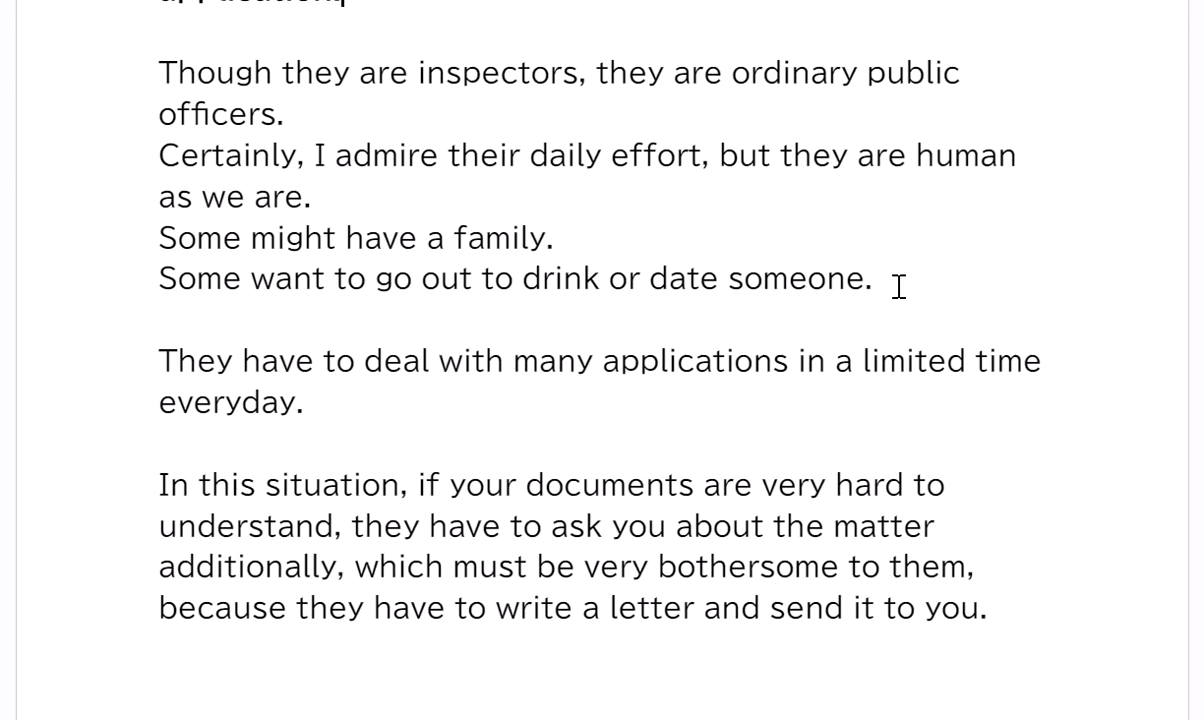 Though they are inspectors, they are ordinary public
officers.
Certainly, I admire their daily effort, but they are human
as we are.
Some might have a family.
Some want to go out to drink or date someone.
They have to deal with many applications in a limited time
everyday.
In this situation, if your documents are very hard to
understand, they have to ask you about the matter
additionally, which must be very bothersome to them,
because they have to write a letter and send it to you.